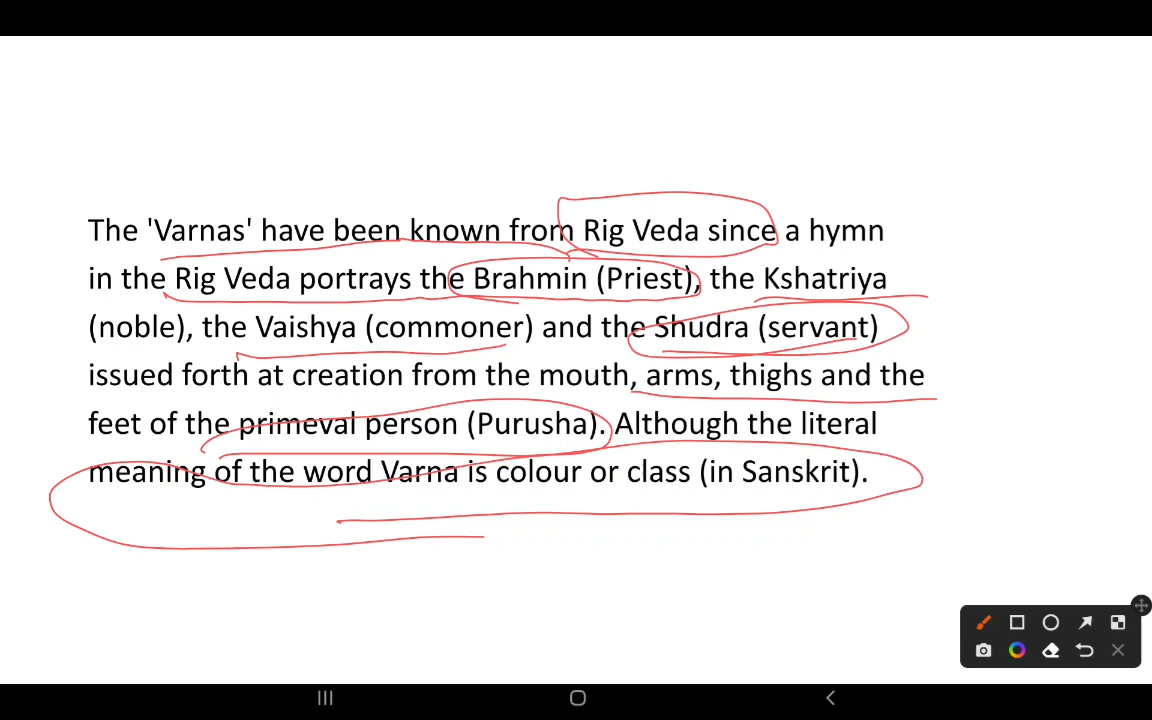 The 'Varnas' have been known from Rig Veda since a hymn
in the Rig Veda portrays the Brahmin (Priest), the Kshatriya
(noble), the Vaishya (commoner) and the Shudra (servant)
issued forth at creation from the mouth, arms, thighs and the
feet of the primeval person (Purusha). Although the literal
meaning of the word Varna is colour or class (in Sanskrit).